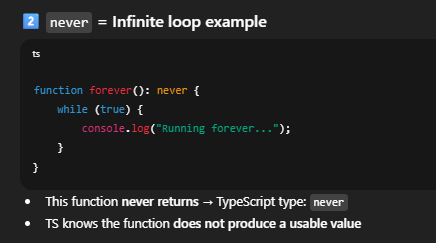 2 never = Infinite loop example
ts
function forever(): never {
    while (true) {
        console.log("Running forever...");
    }
}
• This function never returns → TypeScript type: never
• TS knows the function does not produce a usable value